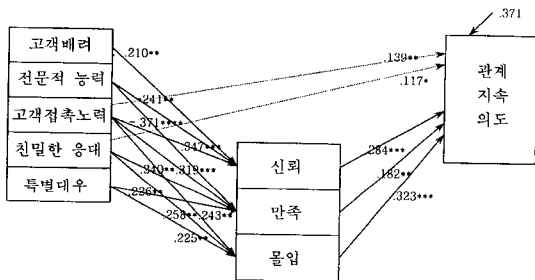 .371
고객배려
.210**
전문적 능력
.139**
관계
.241**
.117*
지속
고객접촉노력
.371****
의도
친밀한 응대
.347***
신뢰
.284***
.240**
.319***
특별대우
.226**
만족
.182**
.258**
.243**
.323***
.225**
몰입